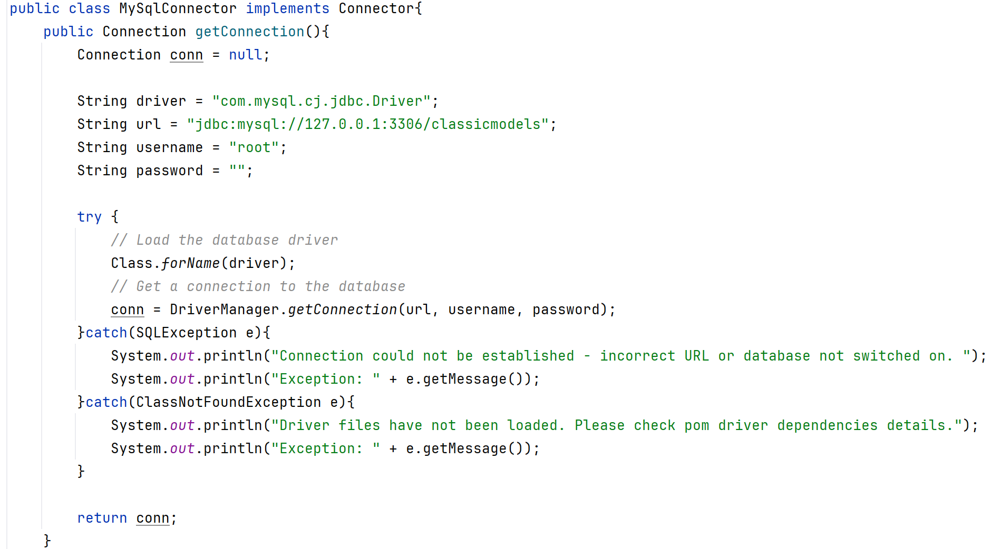 public class MySqlConnector implements Connector{
    public Connection getConnection(){
        Connection conn = null;

        String driver = "com.mysql.cj.jdbc.Driver";
        String url = "jdbc:mysql://127.0.0.1:3306/classicmodels";
        String username = "root";
        String password = "";

        try {
            // Load the database driver
            Class.forName(driver);
            // Get a connection to the database
            conn = DriverManager.getConnection(url, username, password);
        }catch(SQLException e){
            System.out.println("Connection could not be established - incorrect URL or database not switched on. ");
            System.out.println("Exception: " + e.getMessage());
        }catch(ClassNotFoundException e){
            System.out.println("Driver files have not been loaded. Please check pom driver dependencies details.");
            System.out.println("Exception: " + e.getMessage());
        }

        return conn;
    }